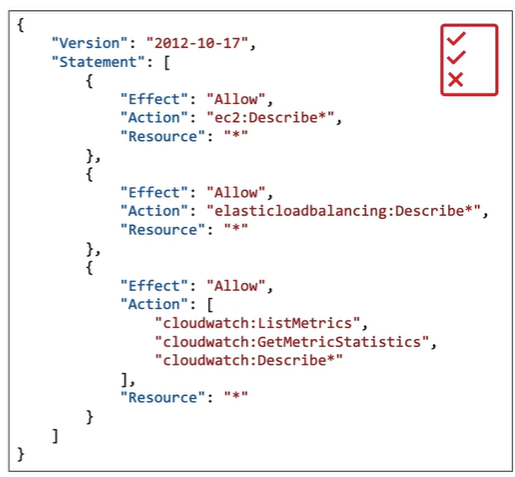 {
    "Version": "2012-10-17",
    "Statement": [
        {
            "Effect": "Allow",
            "Action": "ec2:Describe*",
            "Resource": "*"
        },
        {
            "Effect": "Allow",
            "Action": "elasticloadbalancing:Describe*",
            "Resource": "*"
        },
        {
            "Effect": "Allow",
            "Action": [
                "cloudwatch:ListMetrics",
                "cloudwatch:GetMetricStatistics",
                "cloudwatch:Describe*"
            ],
            "Resource": "*"
        }
    ]
}